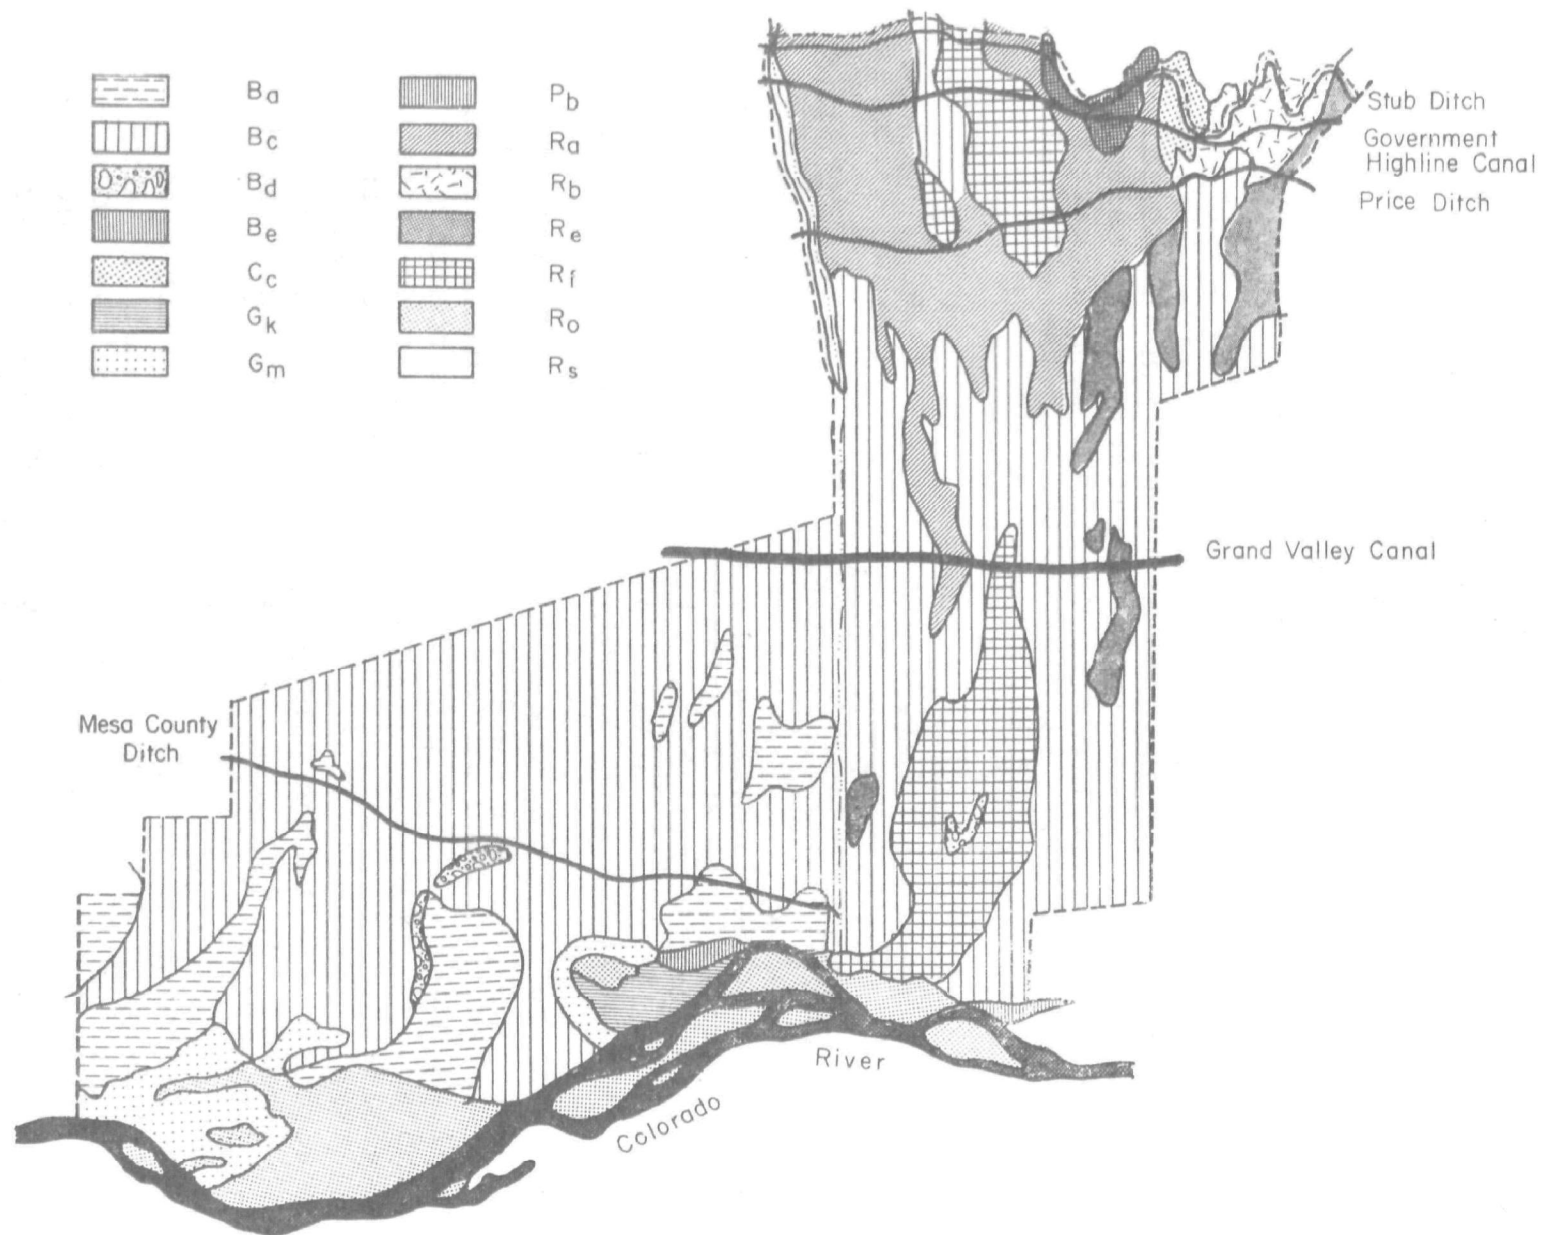 Ba
Bc
Bd
Be
Cc
Gk
Gm
Pb
Ra
Rb
Re
Rf
Ro
Rs
Stub Ditch
Government
Highline Canal
Price Ditch
Grand Valley Canal
Mesa County
Ditch
River
Colorado